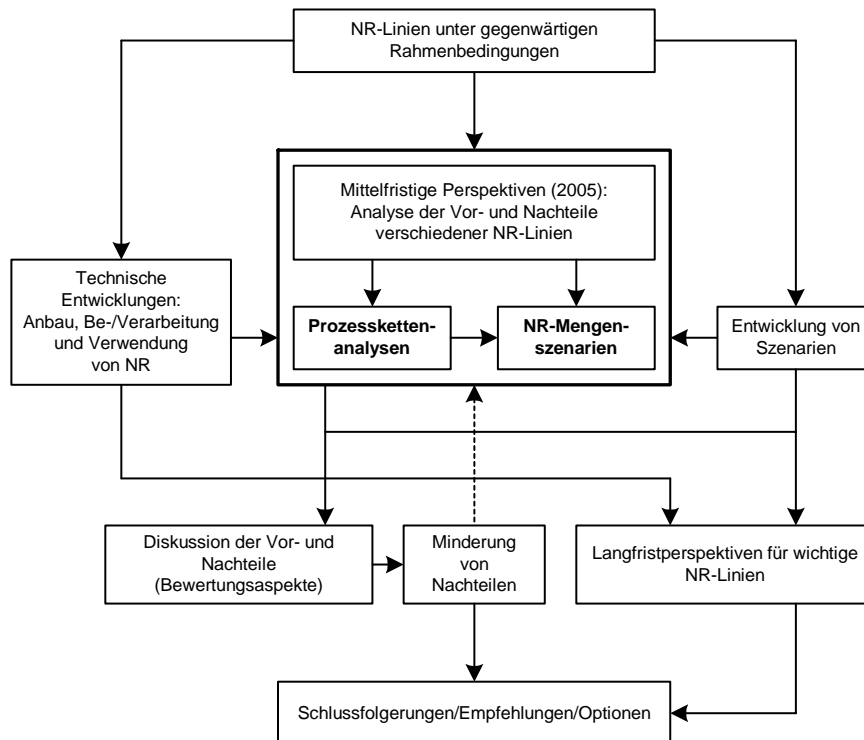 NR-Linien unter gegenwärtigen
Rahmenbedingungen
Mittelfristige Perspektiven (2005):
Analyse der Vor- und Nachteile
verschiedener NR-Linien
Technische
Entwicklungen:
Anbau, Be-/Verarbeitung
und Verwendung
von NR
Prozessketten-
analysen
NR-Mengen-
szenarien
Entwicklung von
Szenarien
Diskussion der Vor- und
Nachteile
(Bewertungsaspekte)
Minderung
von
Nachteilen
Langfristperspektiven für wichtige
NR-Linien
Schlussfolgerungen/Empfehlungen/Optionen